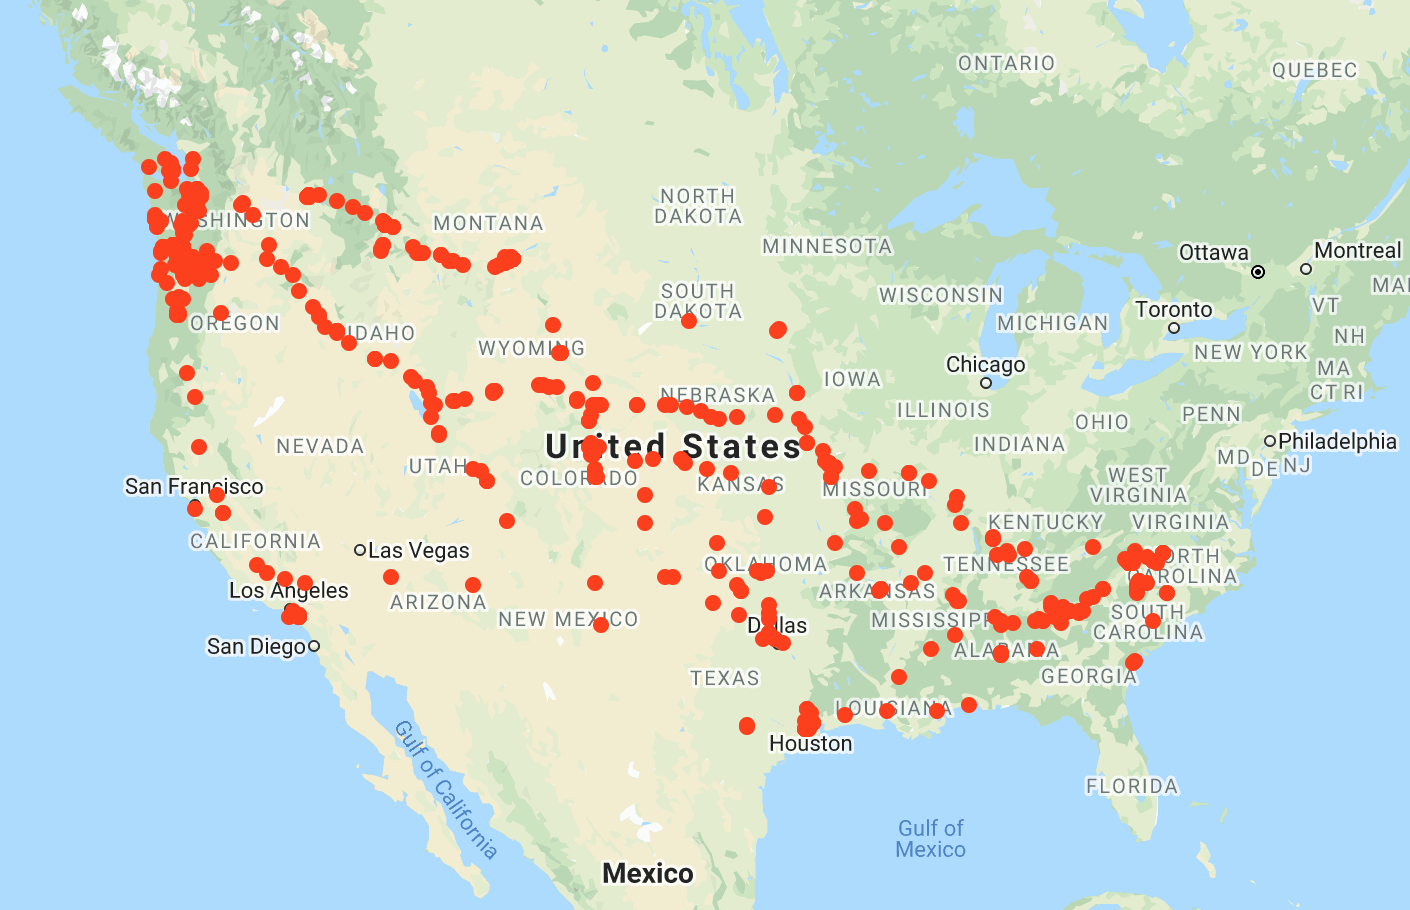 ONTARIO
QUEBEC
NORTH
DAKOTA
WASHINGTON
MONTANA
MINNESOTA
Ottawa
Montreal
SOUTH
DAKOTA
WISCONSIN
MICHIGAN
Toronto
VT
MAI
OREGON
IDAHO
WYOMING
NH
NEW YORK
Chicago
MA
CT RI
NEBRASKA
IOWA
ILLINOIS
OHIO
PENN
NEVADA
United States
INDIANA
Philadelphia
UTAH
COLORADO
KANSAS
MISSOURI
WEST
VIRGINIA
MD
DE
NJ
San Francisco
KENTUCKY
VIRGINIA
CALIFORNIA
Las Vegas
OKLAHOMA
TENNESSEE
NORTH
CAROLINA
Los Angeles
ARIZONA
NEW MEXICO
ARKANSAS
MISSISSIPPI
SOUTH
CAROLINA
Dallas
San Diego
TEXAS
ALABAMA
GEORGIA
LOUISIANA
Houston
Gulf of California
FLORIDA
Gulf of
Mexico
Mexico